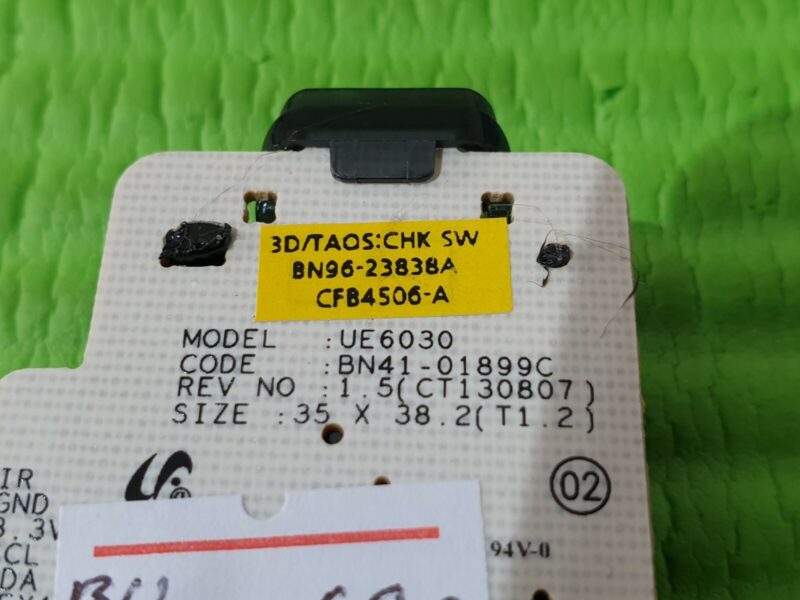 3D/TAOS:CHK SW
BN96-23838A
CFB4506-A
MODEL :UE6030
CODE :BN41-01899C
REV NO :1.5(CT130807)
SIZE :35 X 38.2(T1.2)
IR
GND
02
94V-0